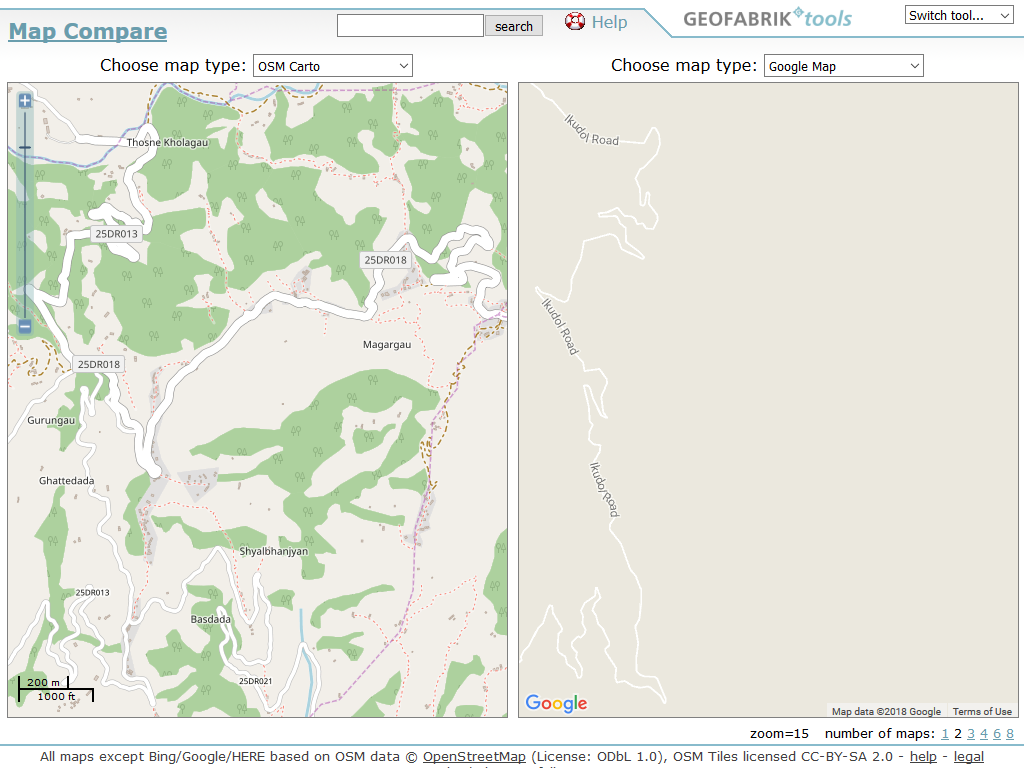 Map Compare
search
Help
GEOFABRIK tools
Switch tool...
Choose map type: OSM Carto
Choose map type: Google Map
Thosne Kholagau
25DR013
25DR018
Magargau
25DR018
Gurungau
Ghattedada
Shyalbhanjyan
25DR013
Basdada
25DR021
200 m
1000 ft
Ikudol Road
Ikudol Road
Ikudol Road
Google
Map data ©2018 Google
Terms of Use
zoom=15 number of maps: 1 2 3 4 6 8
All maps except Bing/Google/HERE based on OSM data © OpenStreetMap (License: ODbL 1.0), OSM Tiles licensed CC-BY-SA 2.0 - help - legal